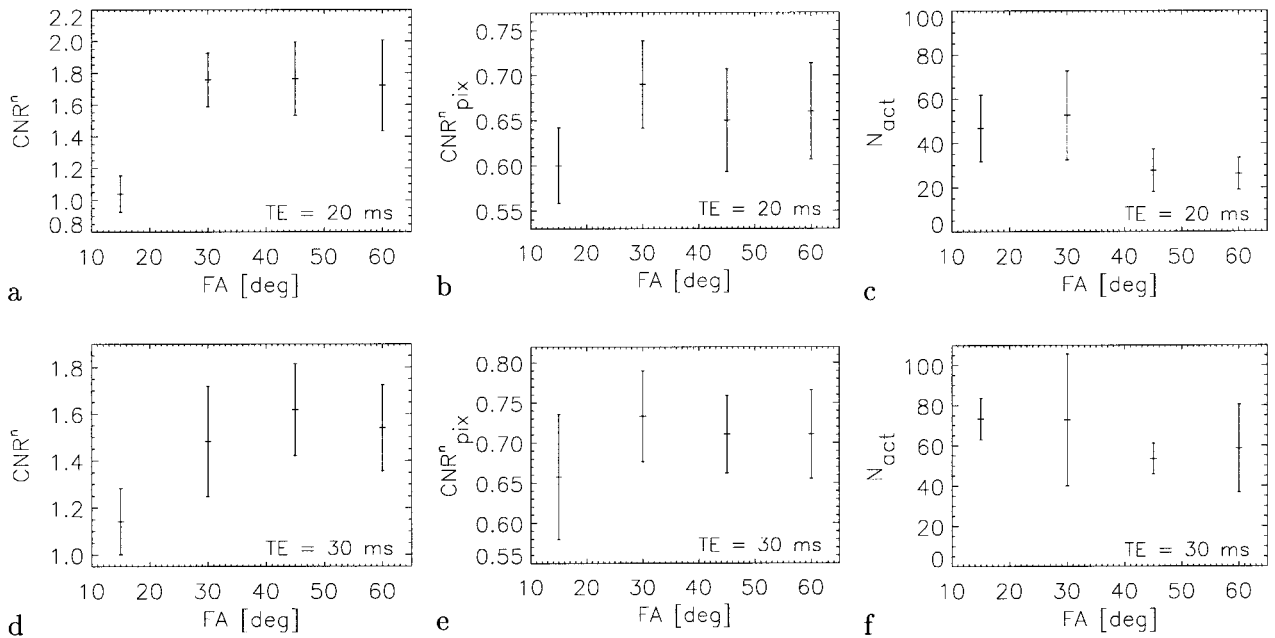 2.2
2.0
1.8
1.6
1.4
1.2
1.0
0.8
CNRⁿ
TE = 20 ms
10 20 30 40 50 60
FA [deg]
a
0.75
0.70
0.65
0.60
0.55
CNRⁿpix
TE = 20 ms
10 20 30 40 50 60
FA [deg]
b
100
80
60
40
20
0
Nact
TE = 20 ms
10 20 30 40 50 60
FA [deg]
c
1.8
1.6
1.4
1.2
1.0
CNRⁿ
TE = 30 ms
10 20 30 40 50 60
FA [deg]
d
0.80
0.75
0.70
0.65
0.60
0.55
CNRⁿpix
TE = 30 ms
10 20 30 40 50 60
FA [deg]
e
100
80
60
40
20
0
Nact
TE = 30 ms
10 20 30 40 50 60
FA [deg]
f